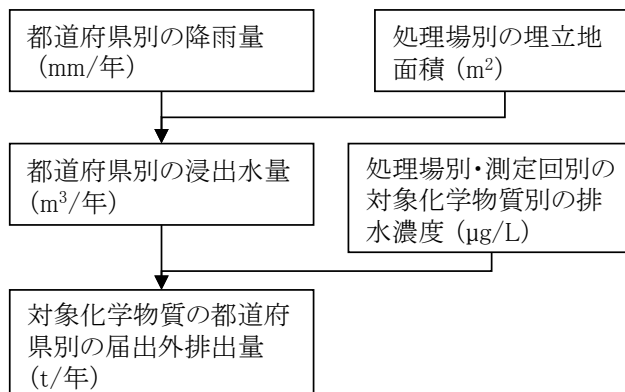 都道府県別の降雨量
(mm/年)
処理場別の埋立地
面積 (m²)
都道府県別の浸出水量
(m³/年)
処理場別・測定回別の
対象化学物質別の排
水濃度 (µg/L)
対象化学物質の都道府
県別の届出外排出量
(t/年)